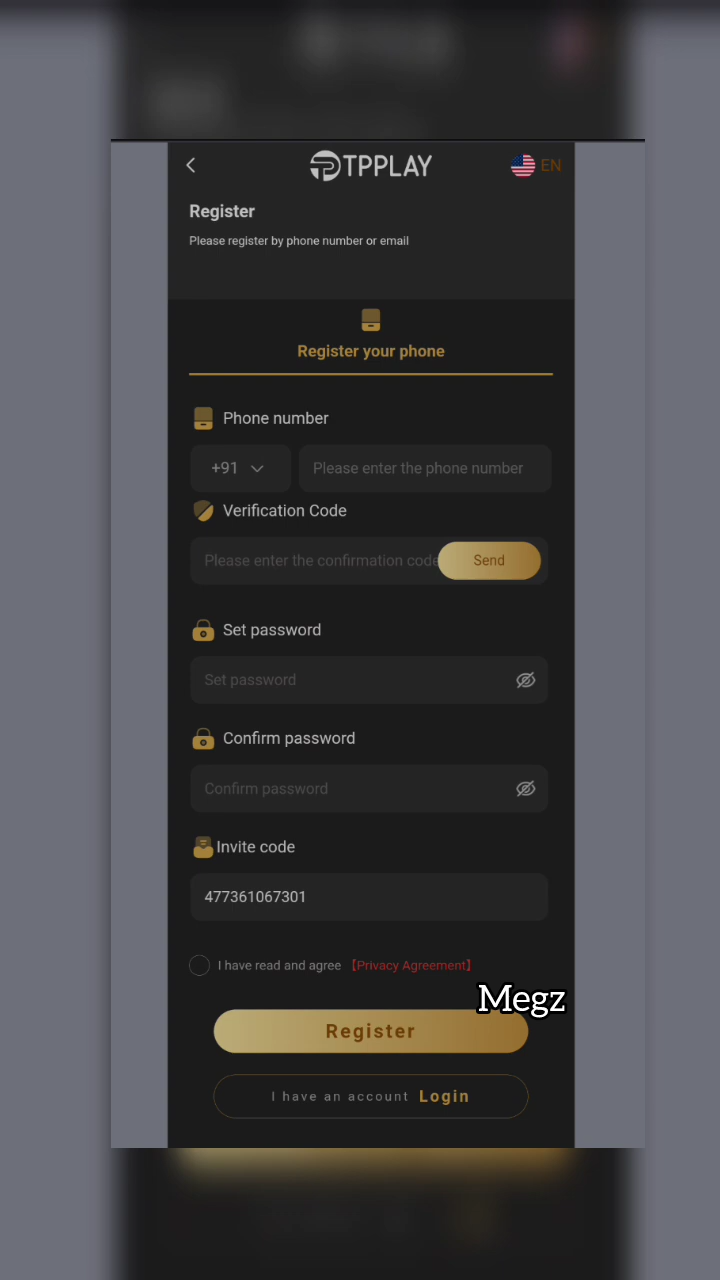 TPPLAY
EN
Register
Please register by phone number or email
Register your phone
Phone number
+91 Please enter the phone number
Verification Code
Please enter the confirmation code Send
Set password
Set password
Confirm password
Confirm password
Invite code
477361067301
I have read and agree 【Privacy Agreement】
Megz
Register
I have an account Login